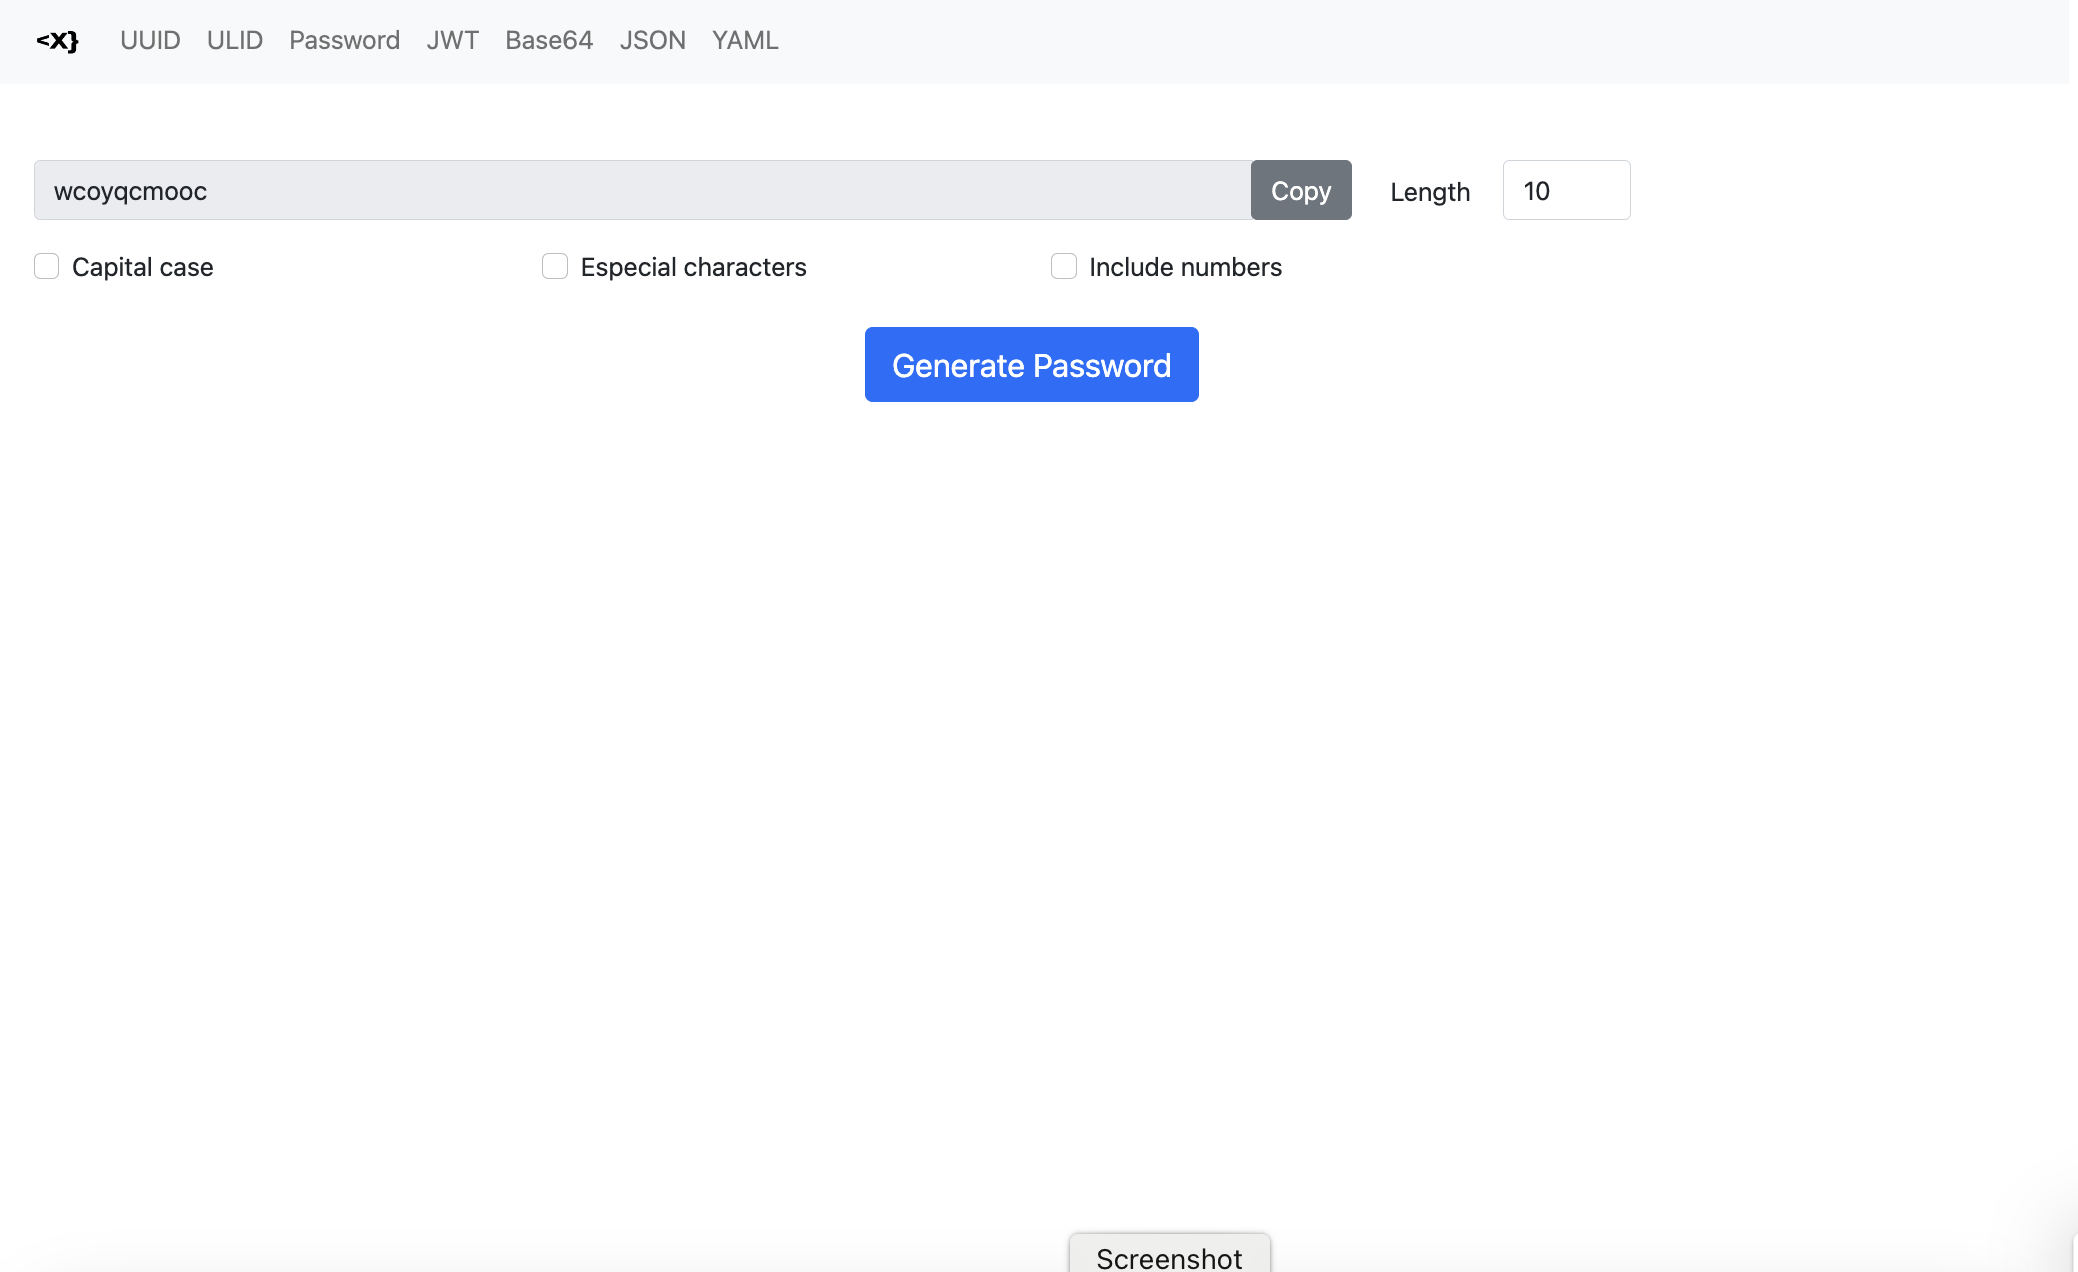 <X} UUID ULID Password JWT Base64 JSON YAML
wcoyqcmooc Copy Length 10
Capital case Especial characters Include numbers
Generate Password
Screenshot